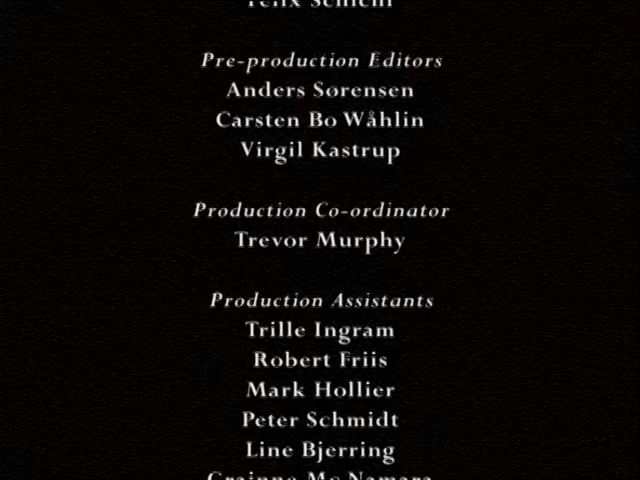 Pre-production Editors
Anders Sørensen
Carsten Bo Wåhlin
Virgil Kastrup
Production Co-ordinator
Trevor Murphy
Production Assistants
Trille Ingram
Robert Friis
Mark Hollier
Peter Schmidt
Line Bjerring